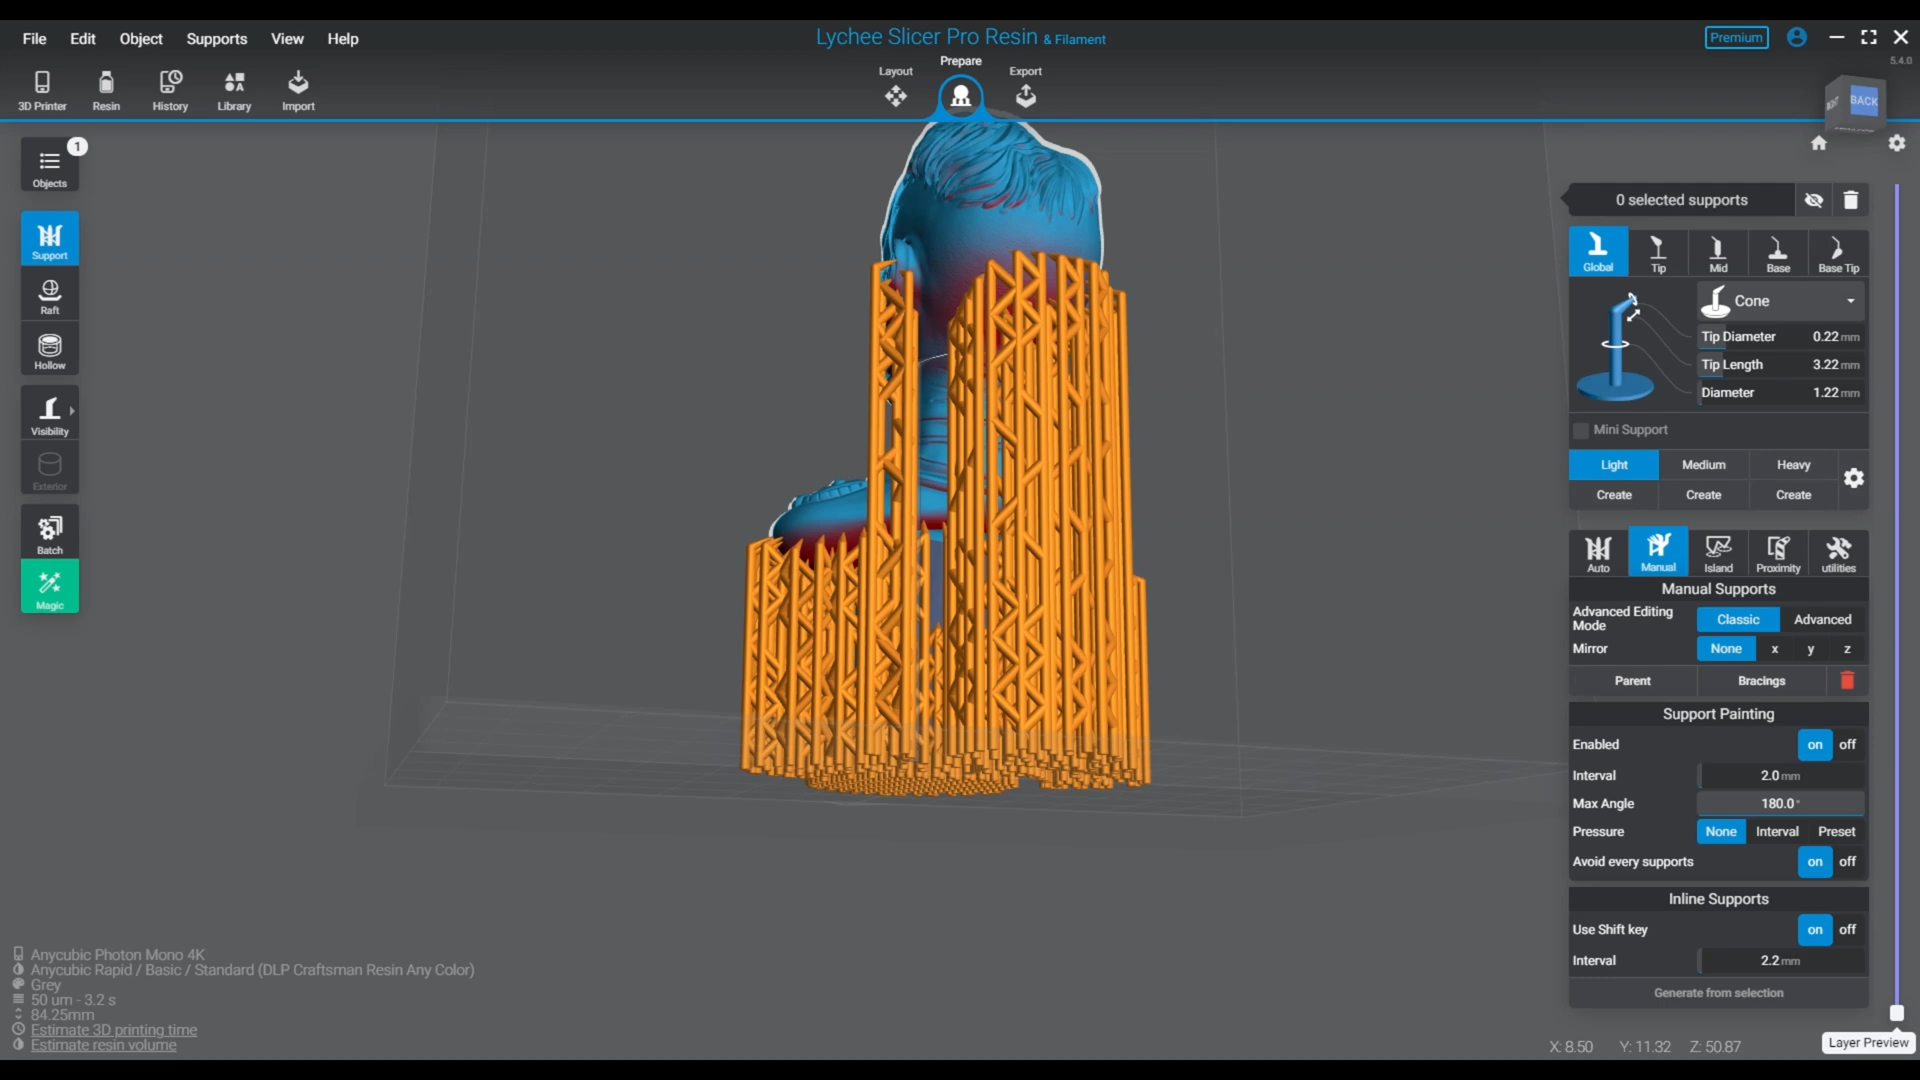 File Edit Object Supports View Help
Lychee Slicer Pro Resin & Filament
Premium
5.4.0
3D Printer Resin History Library Import
Layout Prepare Export
BACK
1
Objects
Support
Raft
Hollow
Visibility
Exterior
Batch
Magic
0 selected supports
Global Tip Mid Base Base Tip
Cone
Tip Diameter 0.22 mm
Tip Length 3.22 mm
Diameter 1.22 mm
Mini Support
Light Medium Heavy
Create Create Create
Auto Manual Island Proximity utilities
Manual Supports
Advanced Editing Mode Classic Advanced
Mirror None x y z
Parent Bracings
Support Painting
Enabled on off
Interval 2.0 mm
Max Angle 180.0 °
Pressure None Interval Preset
Avoid every supports on off
Inline Supports
Use Shift key on off
Interval 2.2 mm
Generate from selection
Anycubic Photon Mono 4K
Anycubic Rapid / Basic / Standard (DLP Craftsman Resin Any Color)
Grey
50 um - 3.2 s
84.25mm
Estimate 3D printing time
Estimate resin volume
X: 8.50 Y: 11.32 Z: 50.87
Layer Preview